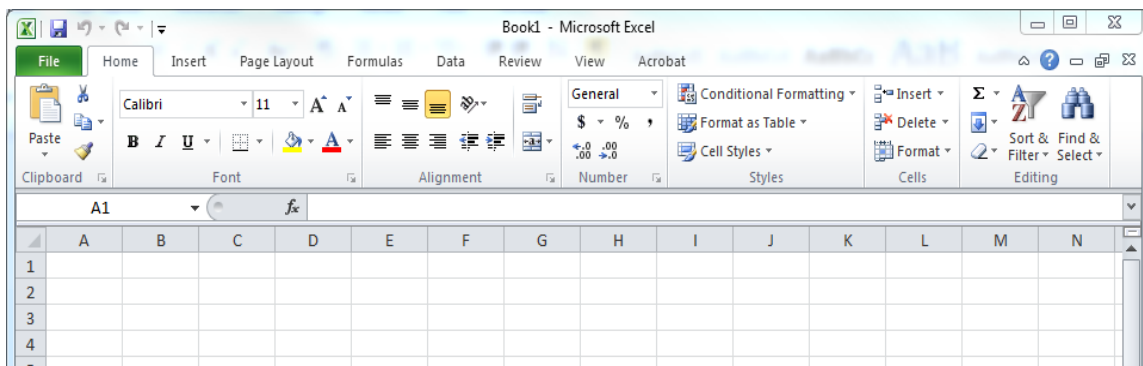 Book1 - Microsoft Excel
File Home Insert Page Layout Formulas Data Review View Acrobat
Paste
Calibri 11 A A
B I U A
General
$ % ,
.0 .00 .00 .0
Conditional Formatting
Format as Table
Cell Styles
Insert
Delete
Format
Σ
A Z
Sort & Filter
Find & Select
Clipboard Font Alignment Number Styles Cells Editing
A1 fx
A B C D E F G H I J K L M N
1
2
3
4